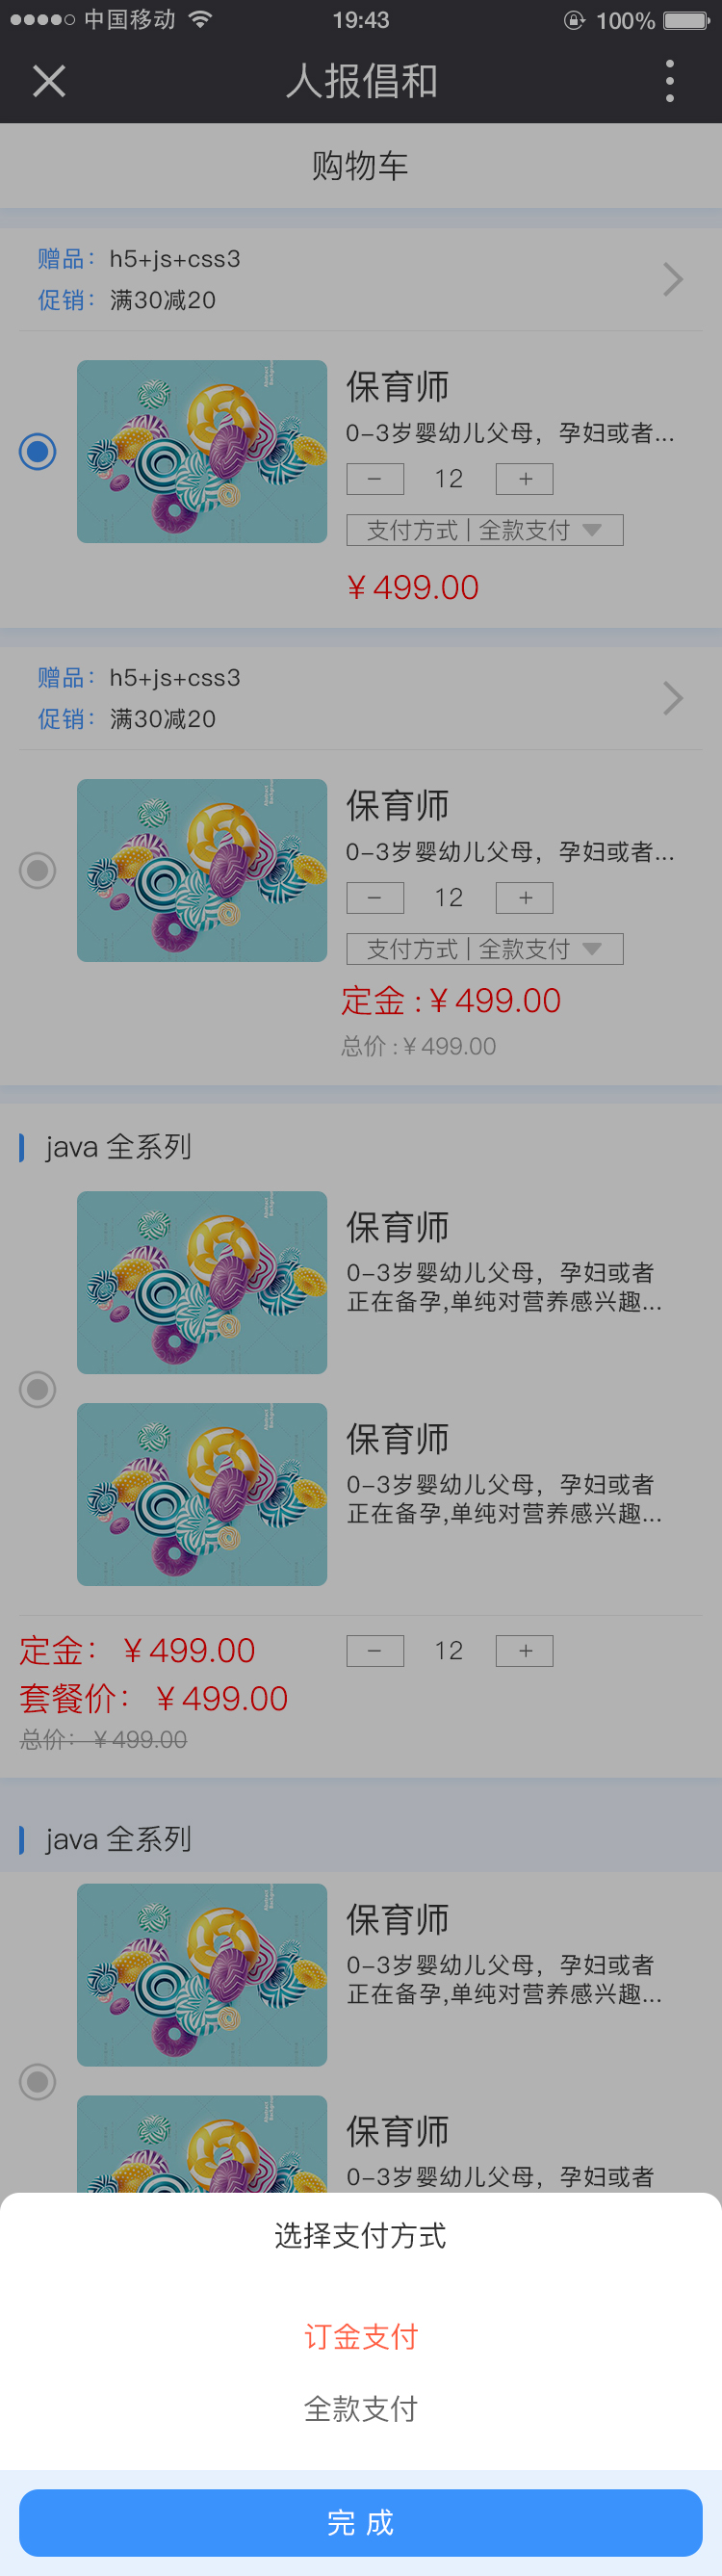 中国移动
19:43
100%
人报倡和
购物车
赠品： h5+js+css3
促销： 满30减20
保育师
0-3岁婴幼儿父母，孕妇或者...
12
支付方式 | 全款支付
¥499.00
赠品： h5+js+css3
促销： 满30减20
保育师
0-3岁婴幼儿父母，孕妇或者...
12
支付方式 | 全款支付
定金 : ¥499.00
总价 : ¥499.00
java 全系列
保育师
0-3岁婴幼儿父母，孕妇或者
正在备孕,单纯对营养感兴趣...
保育师
0-3岁婴幼儿父母，孕妇或者
正在备孕,单纯对营养感兴趣...
定金： ¥499.00
12
套餐价： ¥499.00
总价： ¥499.00
java 全系列
保育师
0-3岁婴幼儿父母，孕妇或者
正在备孕,单纯对营养感兴趣...
保育师
0-3岁婴幼儿父母，孕妇或者
选择支付方式
订金支付
全款支付
完 成